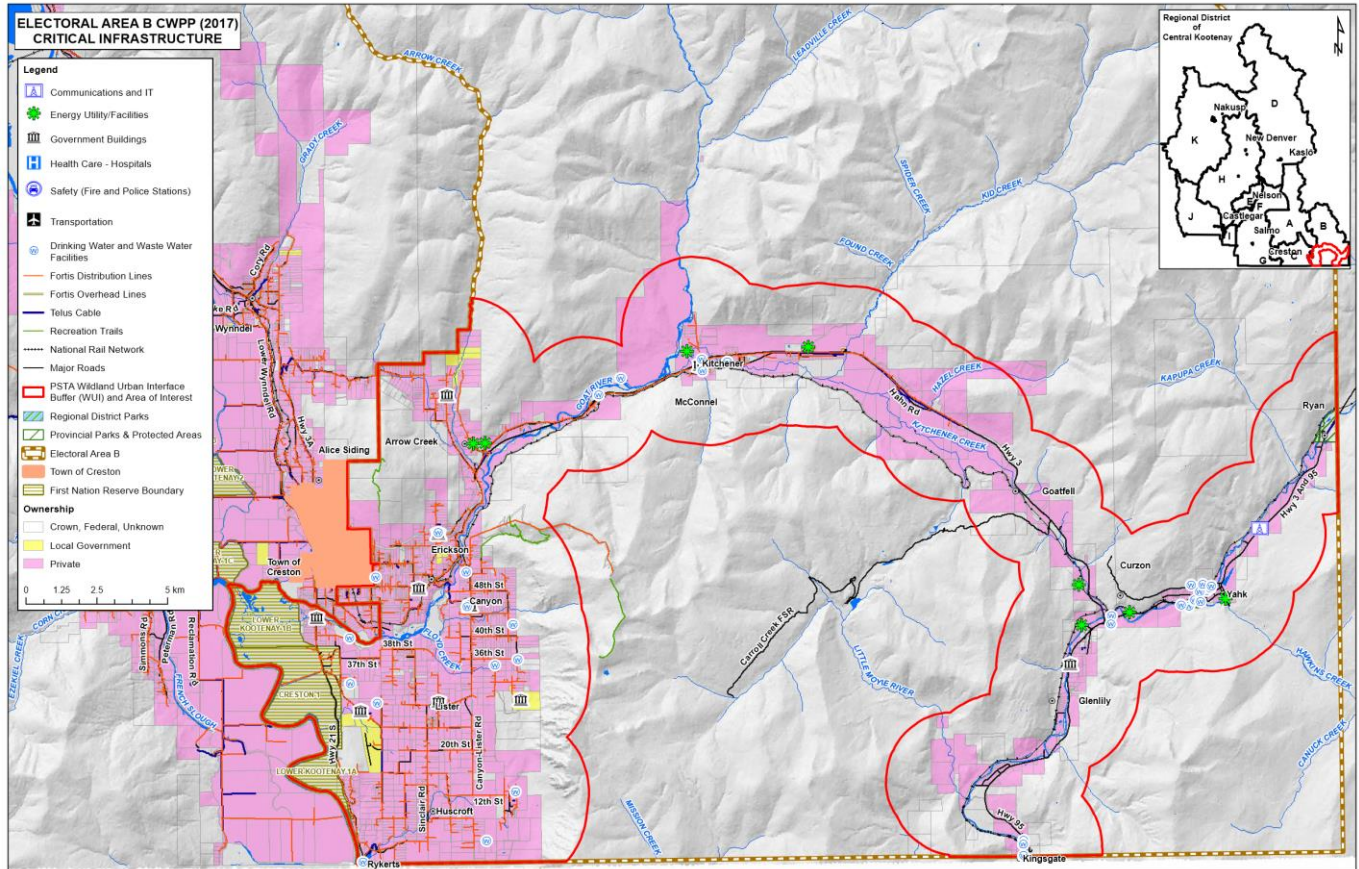 ELECTORAL AREA B CWPP (2017)
CRITICAL INFRASTRUCTURE
Legend
Communications and IT
Energy Utility/Facilities
Government Buildings
Health Care - Hospitals
Safety (Fire and Police Stations)
Transportation
Drinking Water and Waste Water
Facilities
Fortis Distribution Lines
Fortis Overhead Lines
Telus Cable
Recreation Trails
National Rail Network
Major Roads
PSTA Wildland Urban Interface
Buffer (WUI) and Area of Interest
Regional District Parks
Provincial Parks & Protected Areas
Electoral Area B
Town of Creston
First Nation Reserve Boundary
Ownership
Crown, Federal, Unknown
Local Government
Private
0 1.25 2.5 5 km
Regional District
of
Central Kootenay
N
Nakusp
D
K
New Denver
Kaslo
H
Nelson
E
F
J
Castlegar
A
B
I
Salmo
Creston
G
C
ARROW CREEK
LEADVILLE CREEK
GRADY CREEK
SPIDER CREEK
KID CREEK
FOUND CREEK
Cory Rd
Wynndel
Lower Wynndel Rd
Hwy 3A
Alice Siding
Arrow Creek
GOAT RIVER
Kitchener
McConnel
HAZEL CREEK
Hahn Rd
KITCHENER CREEK
Hwy 3
KAPUPA CREEK
Ryan
Goatfell
Hwy 3 And 95
Curzon
Yahk
HAWKINS CREEK
CANUCK CREEK
Carroll Creek FSR
LITTLE MOYIE RIVER
Glenlily
Hwy 95
Kingsgate
MISSION CREEK
Erickson
Town of
Creston
48th St
Canyon
40th St
38th St
36th St
37th St
FLOYD CREEK
LOWER
KOOTENAY 1B
CRESTON 1
Lister
20th St
Canyon-Lister Rd
Hwy 21 S
LOWER KOOTENAY 1A
12th St
Sinclair Rd
Huscroft
Rykerts
Simmons Rd
Reclamation Rd
FRENCH SLOUGH
EZEKIEL CREEK